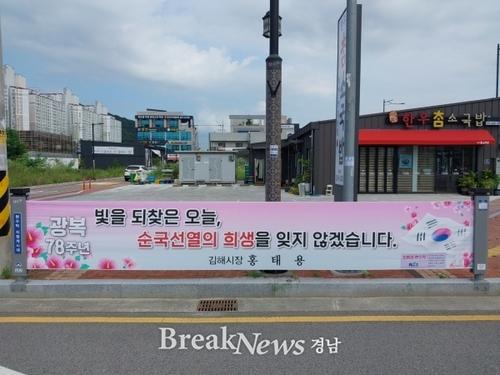 한우참소국밥
광복
78주년
빛을 되찾은 오늘,
순국선열의 희생을 잊지 않겠습니다.
김해시장 홍 태 용
BreakNews 경남